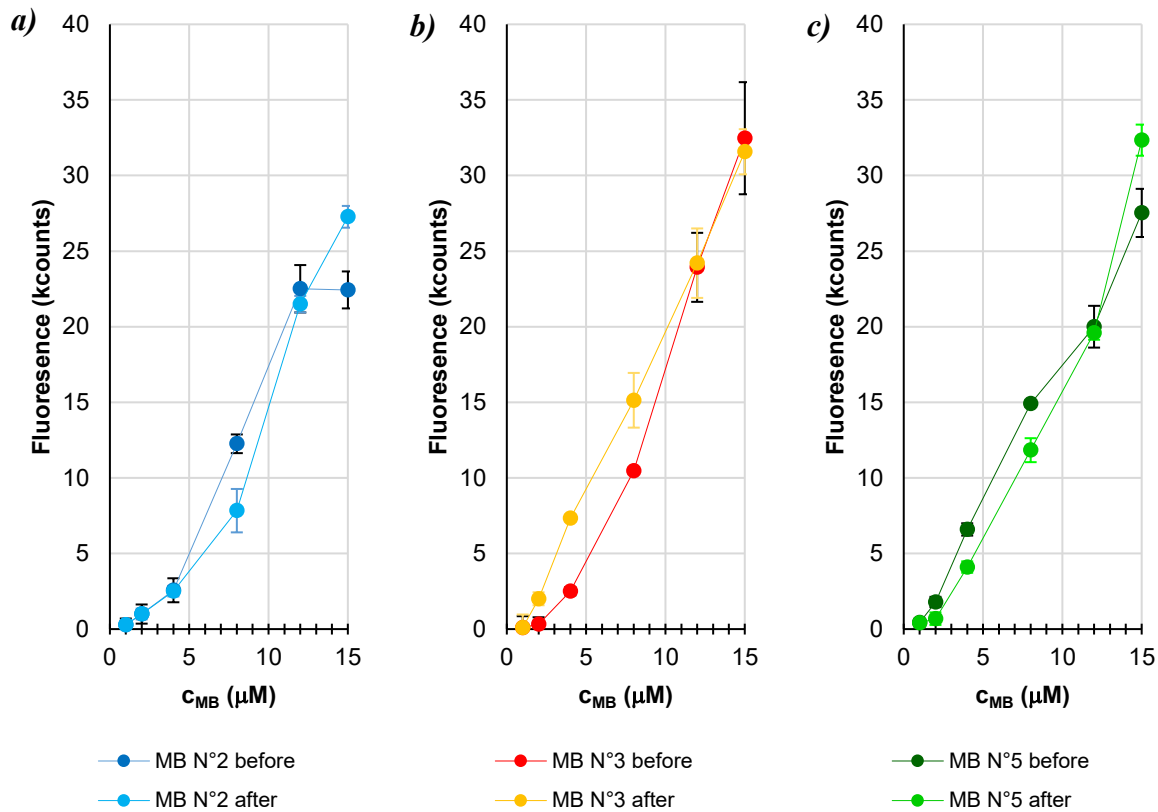 a)
40
35
30
25
20
15
10
5
0
Fluoresence (kcounts)
0 5 10 15
cMB (μM)
b)
40
35
30
25
20
15
10
5
0
Fluoresence (kcounts)
0 5 10 15
cMB (μM)
c)
40
35
30
25
20
15
10
5
0
Fluoresence (kcounts)
0 5 10 15
cMB (μM)
MB N°2 before
MB N°2 after
MB N°3 before
MB N°3 after
MB N°5 before
MB N°5 after